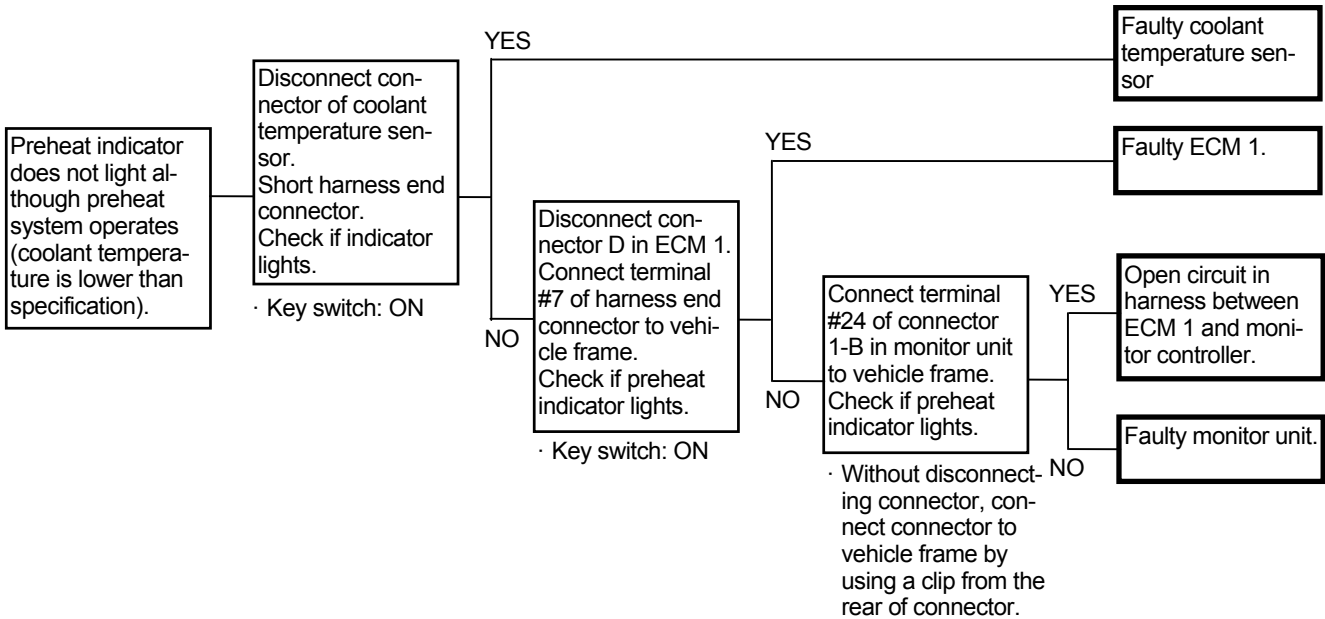 Preheat indicator
does not light al-
though preheat
system operates
(coolant tempera-
ture is lower than
specification).
Disconnect con-
nector of coolant
temperature sen-
sor.
Short harness end
connector.
Check if indicator
lights.
· Key switch: ON
YES
Faulty coolant
temperature sen-
sor
NO
Disconnect con-
nector D in ECM 1.
Connect terminal
#7 of harness end
connector to vehi-
cle frame.
Check if preheat
indicator lights.
· Key switch: ON
YES
Faulty ECM 1.
NO
Connect terminal
#24 of connector
1-B in monitor unit
to vehicle frame.
Check if preheat
indicator lights.
· Without disconnect-
ing connector, con-
nect connector to
vehicle frame by
using a clip from the
rear of connector.
YES
Open circuit in
harness between
ECM 1 and moni-
tor controller.
NO
Faulty monitor unit.